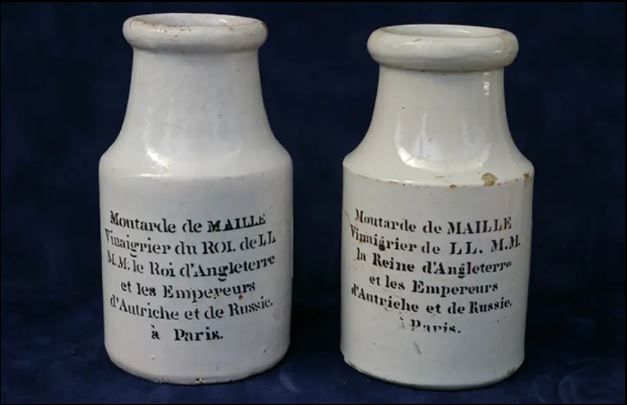 Moutarde de MAILLE
Vinaigrier du ROI. de LL
M.M. le Roi d'Angleterre
et les Empereurs
d'Autriche et de Russie.
à Paris.
Moutarde de MAILLE
Vinaigrier de LL. M.M.
la Reine d'Angleterre
et les Empereurs
d'Autriche et de Russie,
à Paris.